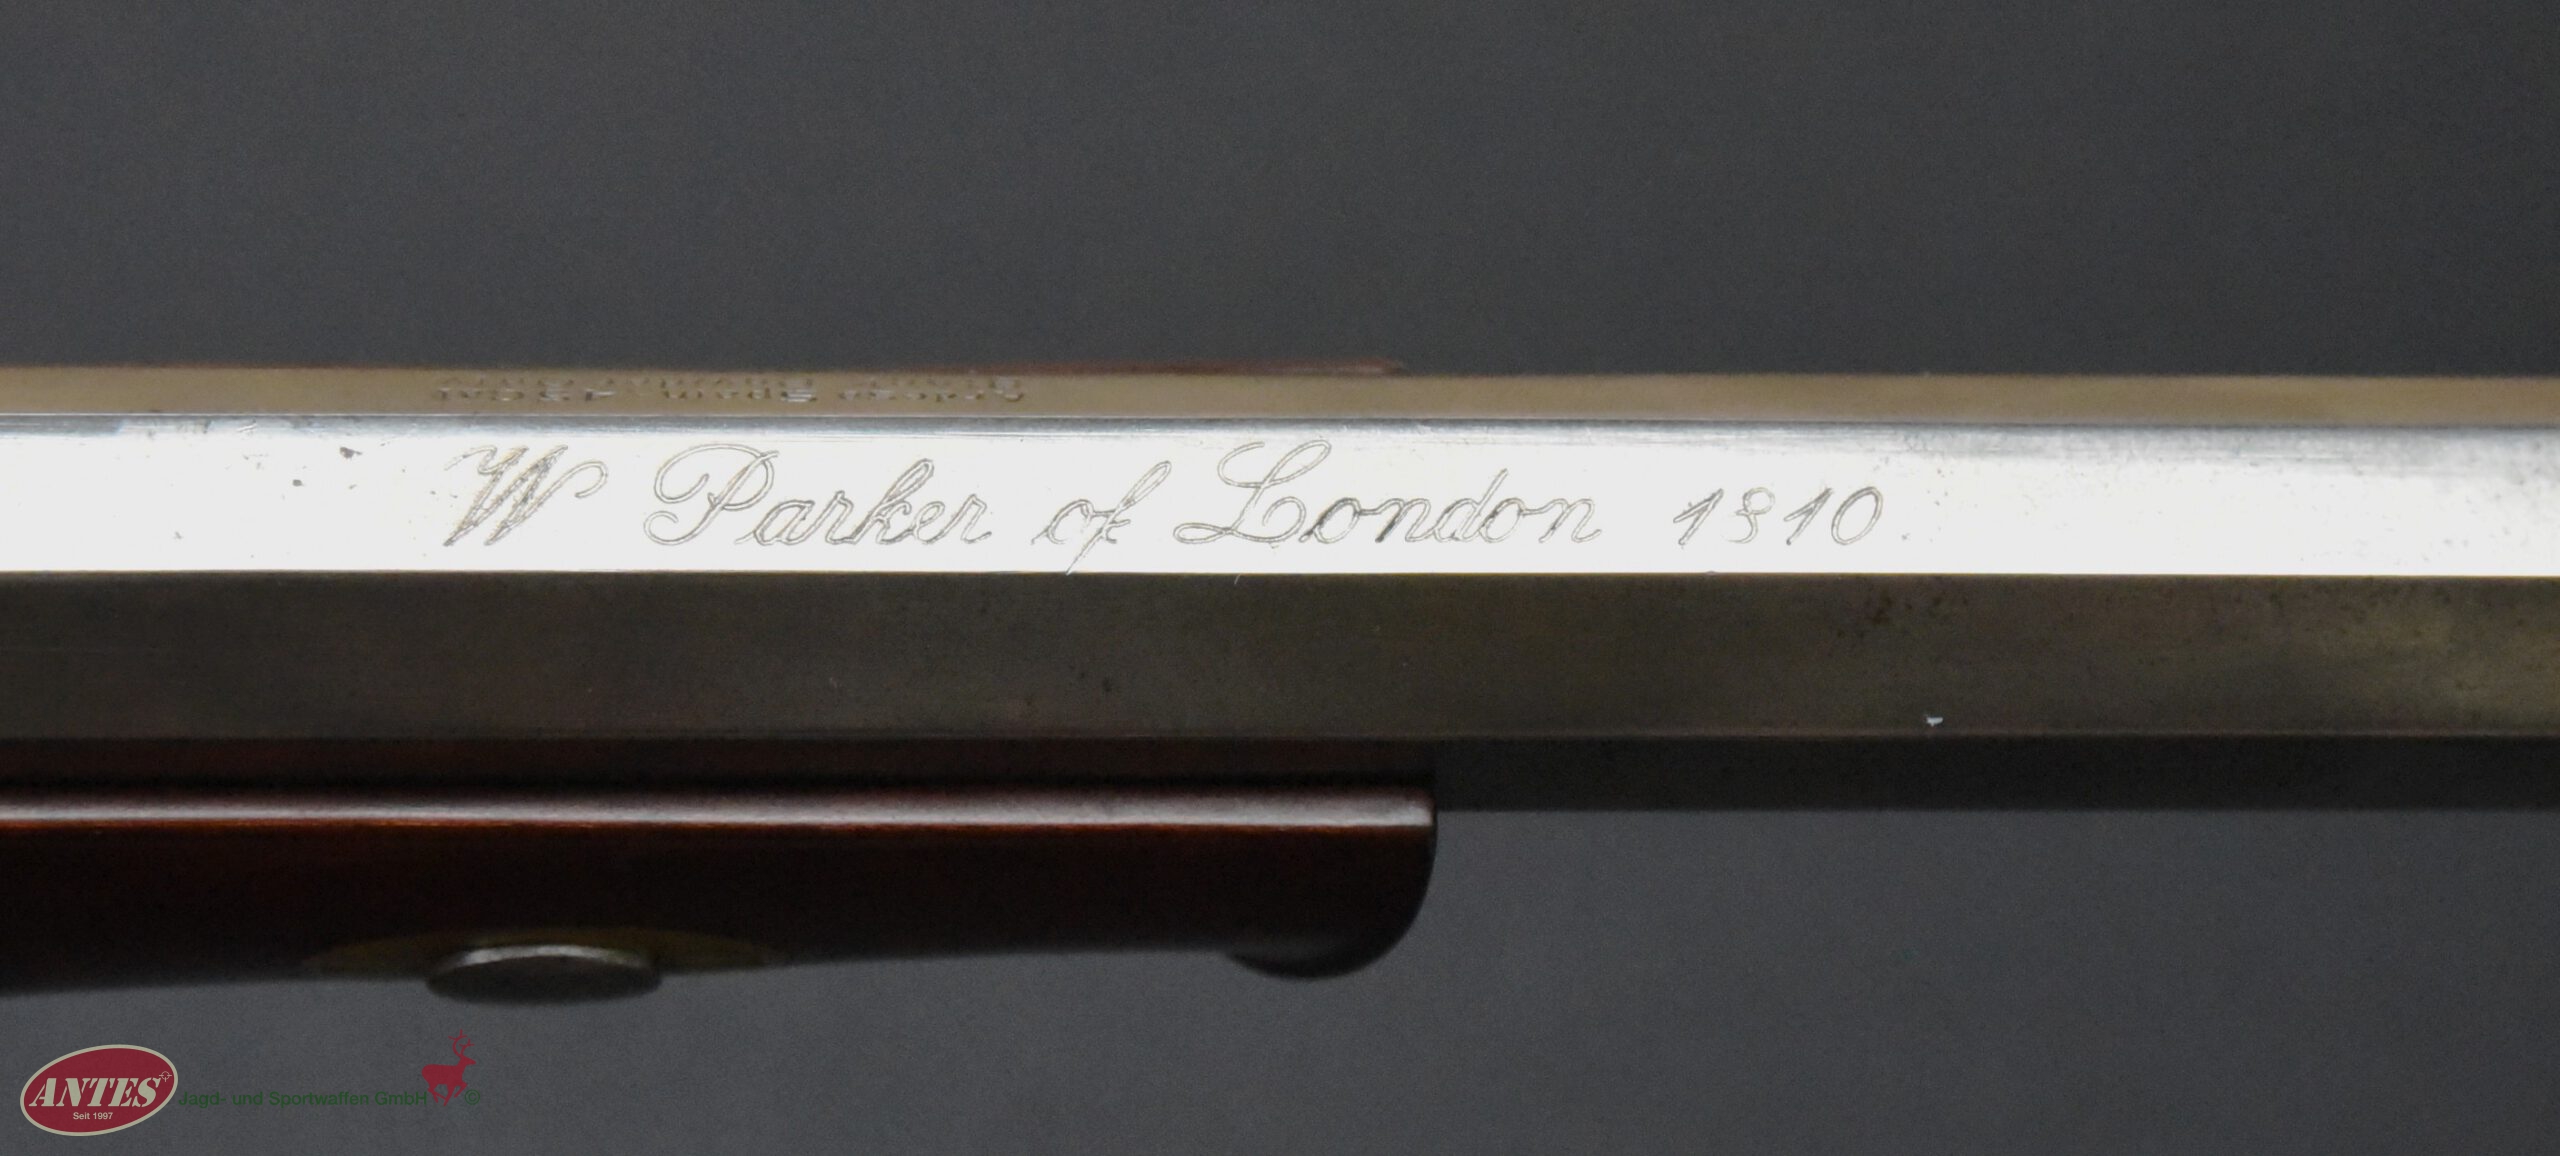 W Parker of London 1810
ANTES
Seit 1997
Jagd- und Sportwaffen GmbH ©